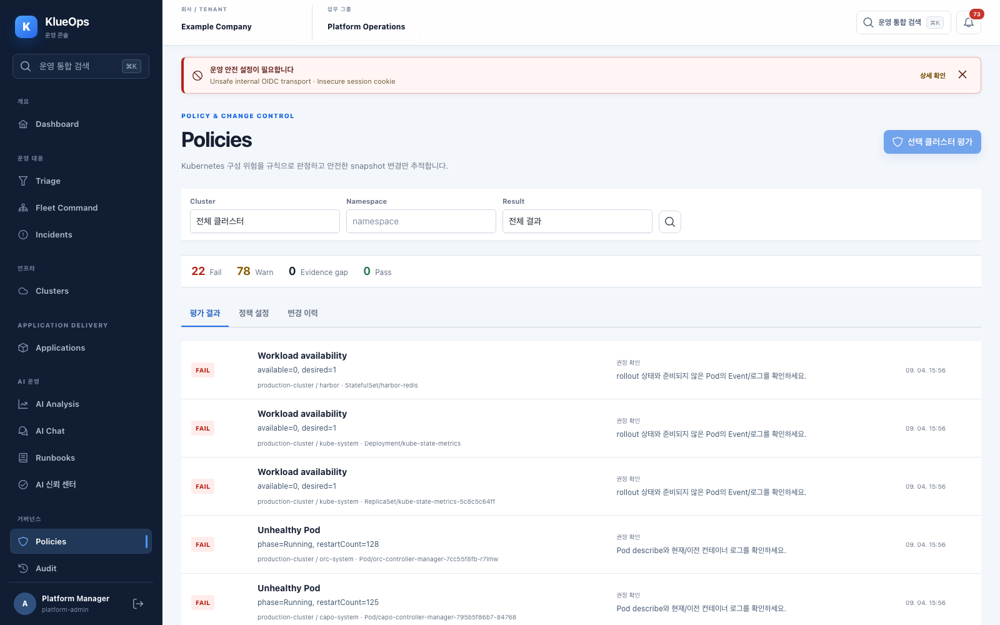 K
KlueOps
운영 콘솔
운영 통합 검색
⌘K
개요
Dashboard
운영 대응
Triage
Fleet Command
Incidents
인프라
Clusters
APPLICATION DELIVERY
Applications
AI 운영
AI Analysis
AI Chat
Runbooks
AI 신뢰 센터
거버넌스
Policies
Audit
A
Platform Manager
platform-admin
회사 / TENANT
Example Company
업무 그룹
Platform Operations
운영 통합 검색
⌘K
73
운영 안전 설정이 필요합니다
Unsafe internal OIDC transport · Insecure session cookie
상세 확인
POLICY & CHANGE CONTROL
Policies
Kubernetes 구성 위험을 규칙으로 판정하고 안전한 snapshot 변경만 추적합니다.
선택 클러스터 평가
Cluster
Namespace
Result
전체 클러스터
namespace
전체 결과
22 Fail
78 Warn
0 Evidence gap
0 Pass
평가 결과
정책 설정
변경 이력
FAIL
Workload availability
available=0, desired=1
production-cluster / harbor · StatefulSet/harbor-redis
권장 확인
rollout 상태와 준비되지 않은 Pod의 Event/로그를 확인하세요.
09. 04. 15:56
FAIL
Workload availability
available=0, desired=1
production-cluster / kube-system · Deployment/kube-state-metrics
권장 확인
rollout 상태와 준비되지 않은 Pod의 Event/로그를 확인하세요.
09. 04. 15:56
FAIL
Workload availability
available=0, desired=1
production-cluster / kube-system · ReplicaSet/kube-state-metrics-5c8c5c64ff
권장 확인
rollout 상태와 준비되지 않은 Pod의 Event/로그를 확인하세요.
09. 04. 15:56
FAIL
Unhealthy Pod
phase=Running, restartCount=128
production-cluster / orc-system · Pod/orc-controller-manager-7cc55f8fb-r7lmw
권장 확인
Pod describe와 현재/이전 컨테이너 로그를 확인하세요.
09. 04. 15:56
FAIL
Unhealthy Pod
phase=Running, restartCount=125
production-cluster / capo-system · Pod/capo-controller-manager-795b5f86b7-84768
권장 확인
Pod describe와 현재/이전 컨테이너 로그를 확인하세요.
09. 04. 15:56